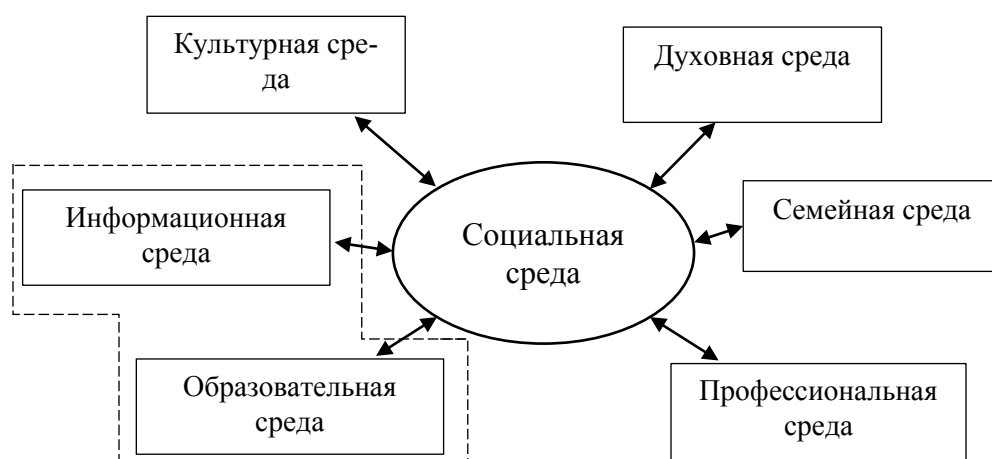 Культурная сре-
да
Духовная среда
Информационная
среда
Социальная
среда
Семейная среда
Образовательная
среда
Профессиональная
среда